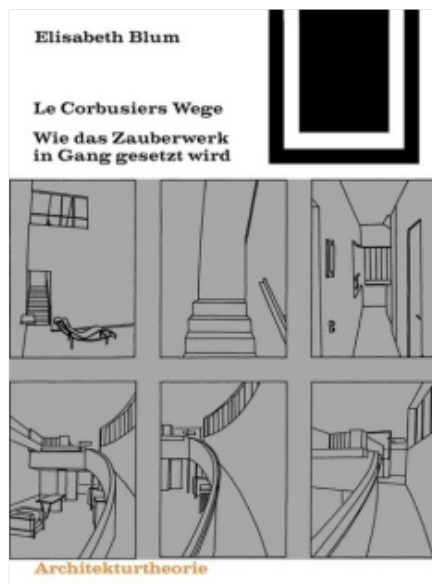 Elisabeth Blum
Le Corbusiers Wege
Wie das Zauberwerk
in Gang gesetzt wird
Architekturtheorie